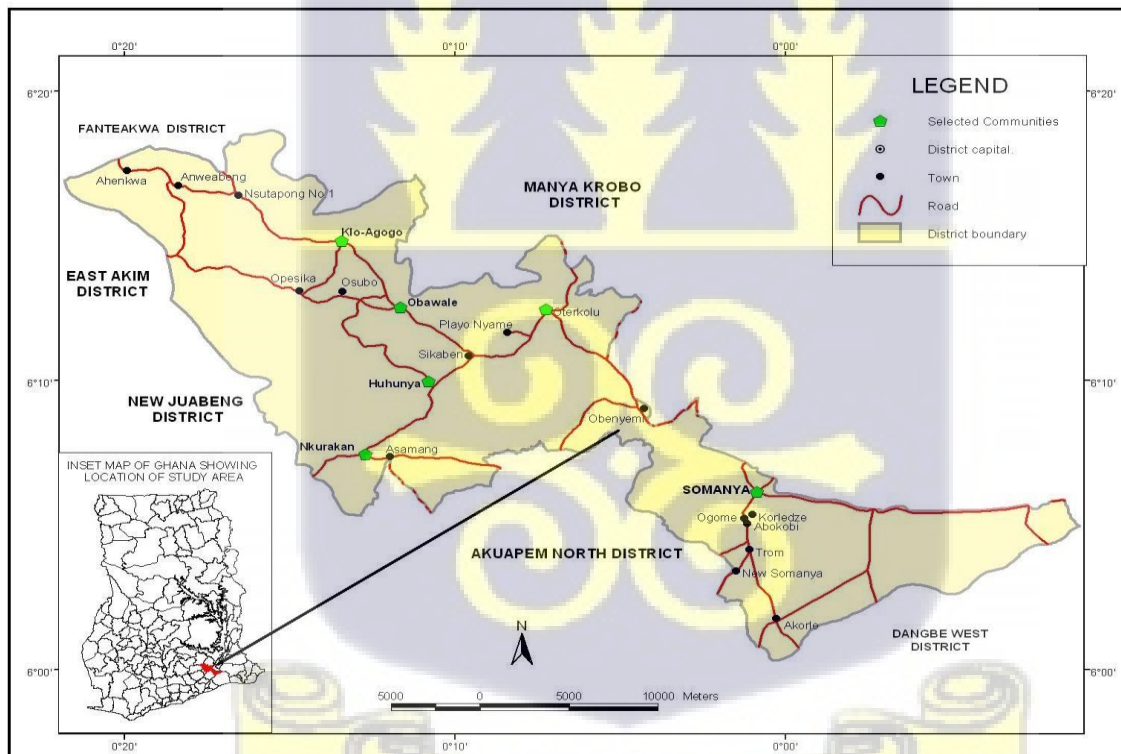 0°20' 0°10' 0°00'
6°20' 6°20'
LEGEND
Selected Communities
District capital.
Town
Road
District boundary
FANTEAKWA DISTRICT
Ahenkwa
Anweabeng
Nsutapong No.1
MANYA KROBO
DISTRICT
Klo-Agogo
EAST AKIM
DISTRICT
Opesika
Osubo
Obawale
Oterkolu
Playo Nyame
Sikaben
6°10' 6°10'
Huhunya
NEW JUABENG
DISTRICT
Obenyemi
Nkurakan
Asamang
INSET MAP OF GHANA SHOWING
LOCATION OF STUDY AREA
SOMANYA
Ogome
Korledze
Abokobi
AKUAPEM NORTH DISTRICT
Trom
New Somanya
Akorle
DANGBE WEST
DISTRICT
N
6°00' 6°00'
5000 0 5000 10000 Meters
0°20' 0°10' 0°00'